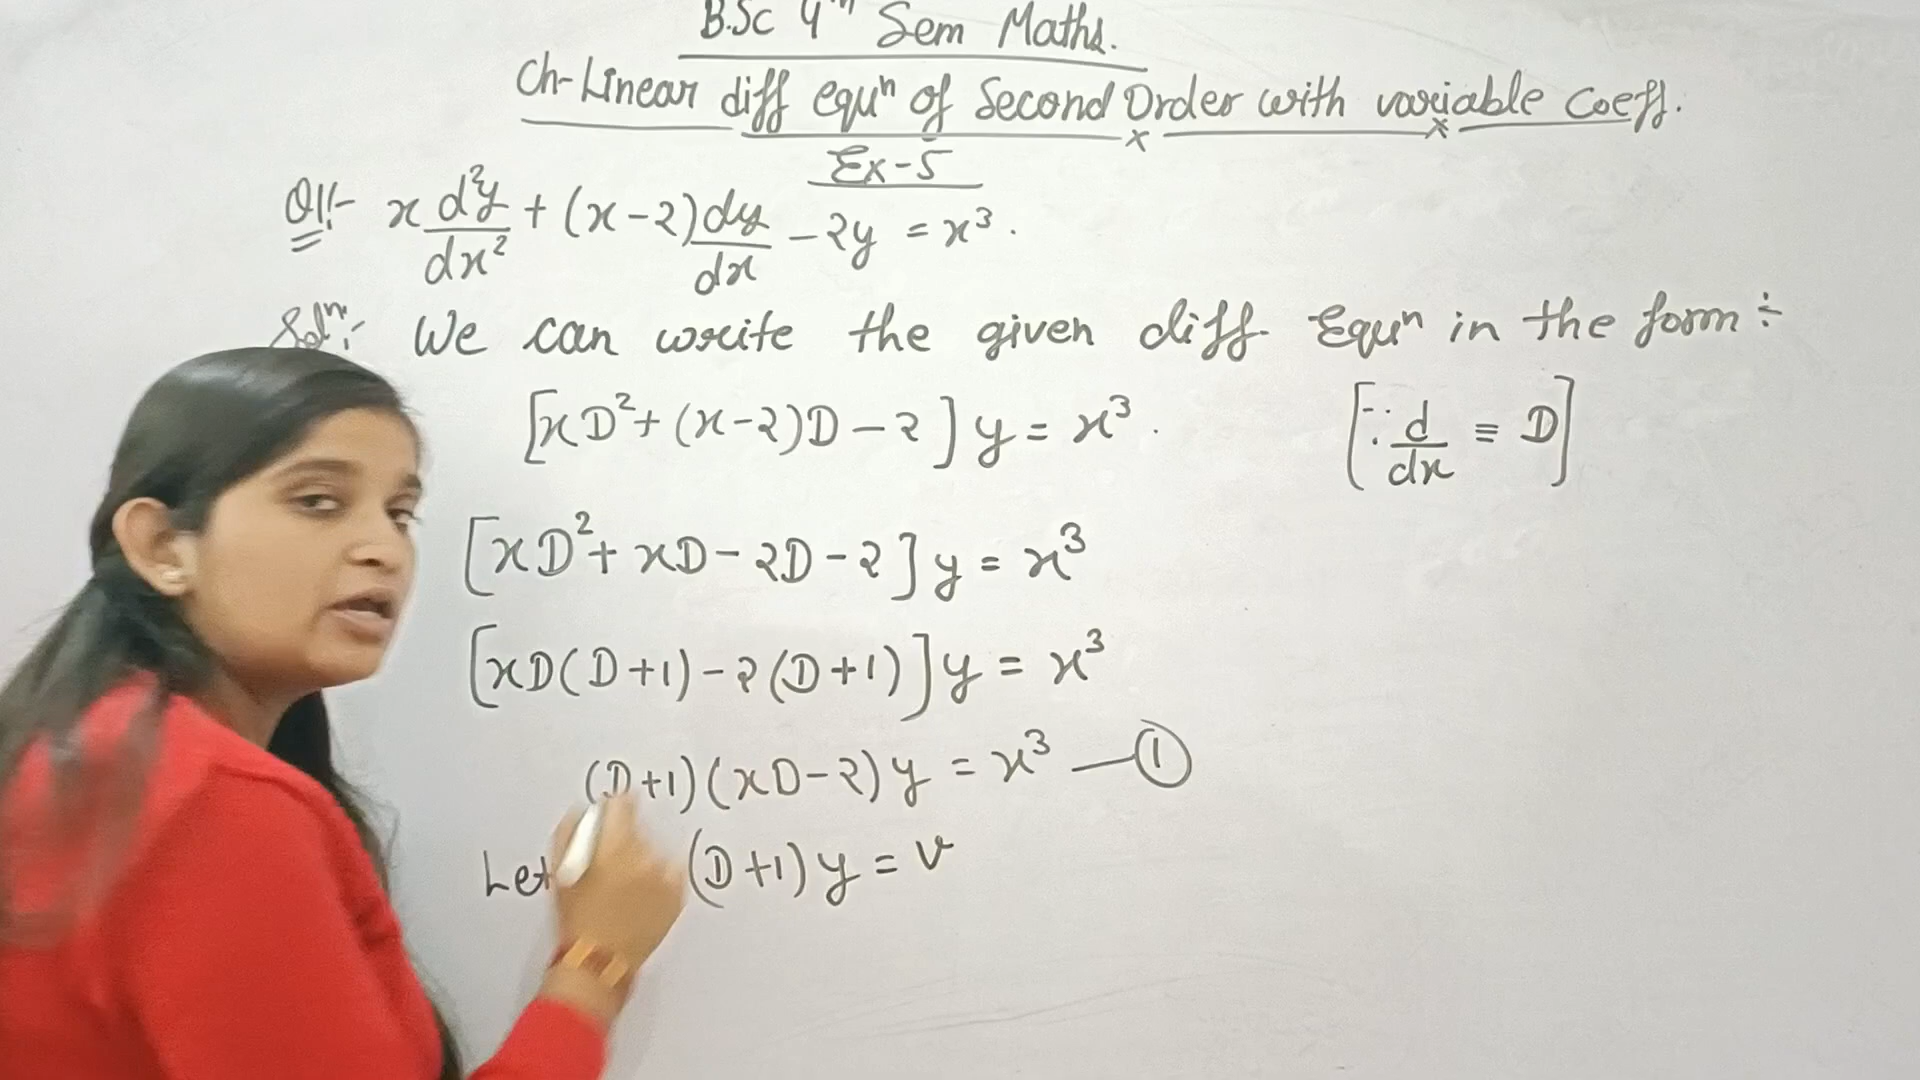 B.Sc 4th Sem Maths.
Ch-Linear diff equⁿ of Second Order with variable Coeff.
Ex-5
Q1!- x d²y/dx² + (x-2)dy/dx - 2y = x³.
Solⁿ:- We can write the given diff. Equⁿ in the form ÷
[xD²+(x-2)D-2]y = x³. [∵ d/dx ≡ D]
[xD²+xD-2D-2]y = x³
[xD(D+1)-2(D+1)]y = x³
(D+1)(xD-2)y = x³ —①
Let (D+1)y = v